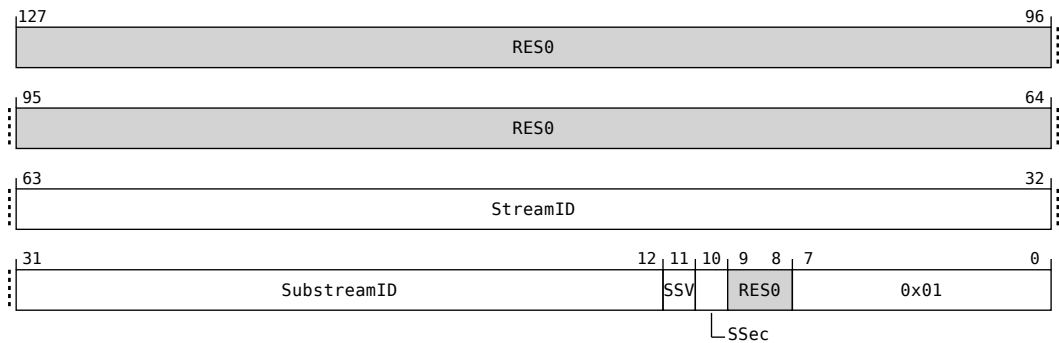 127 96
RES0
95 64
RES0
63 32
StreamID
31 12 11 10 9 8 7 0
SubstreamID SSV RES0 0x01
SSec